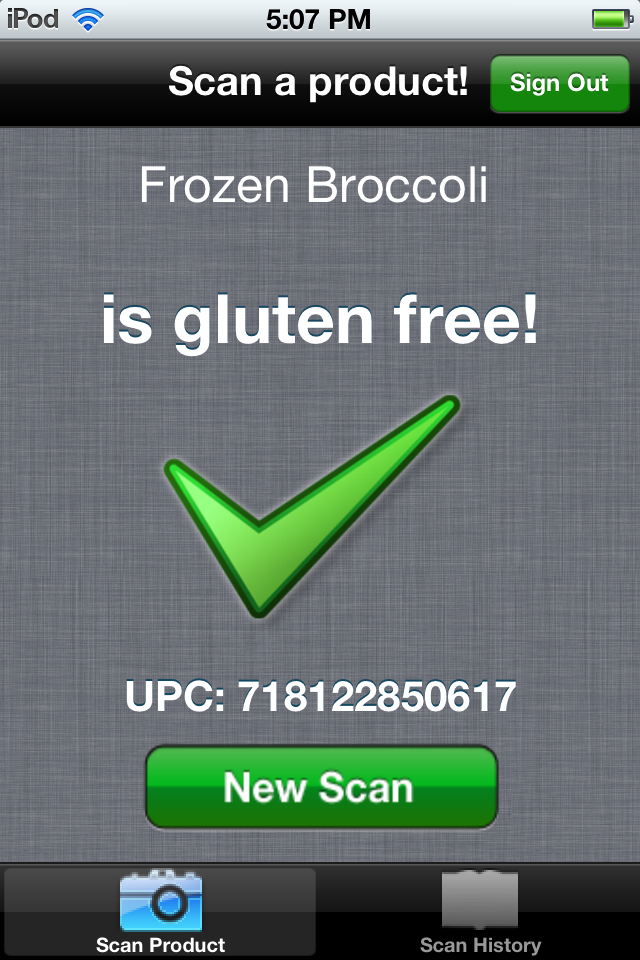 iPod 5:07 PM
Scan a product! Sign Out
Frozen Broccoli
is gluten free!
UPC: 718122850617
New Scan
Scan Product Scan History